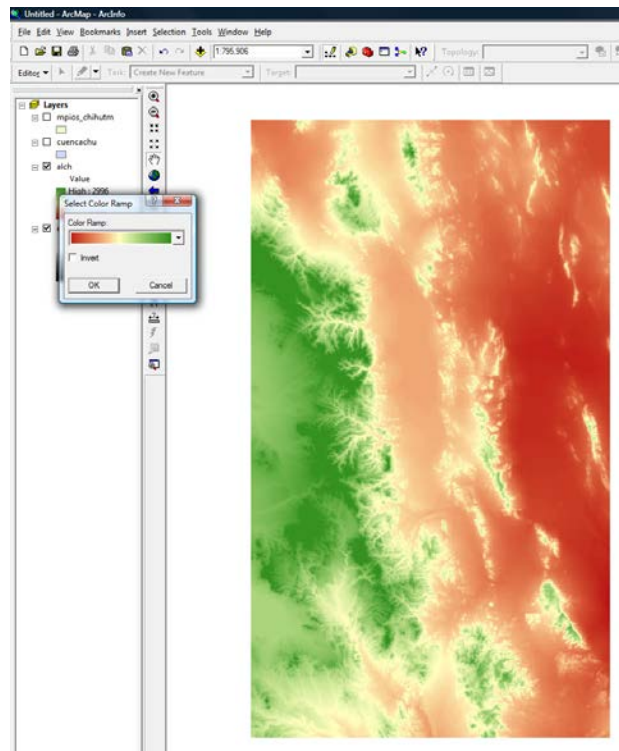 Untitled - ArcMap - ArcInfo
File Edit View Bookmarks Insert Selection Tools Window Help
1:795,906
Topology:
Editor Task: Create New Feature Target:
Layers
mpios_chihutm
cuencachu
alch
Value
High : 2996
Select Color Ramp
Color Ramp:
Invert
OK Cancel